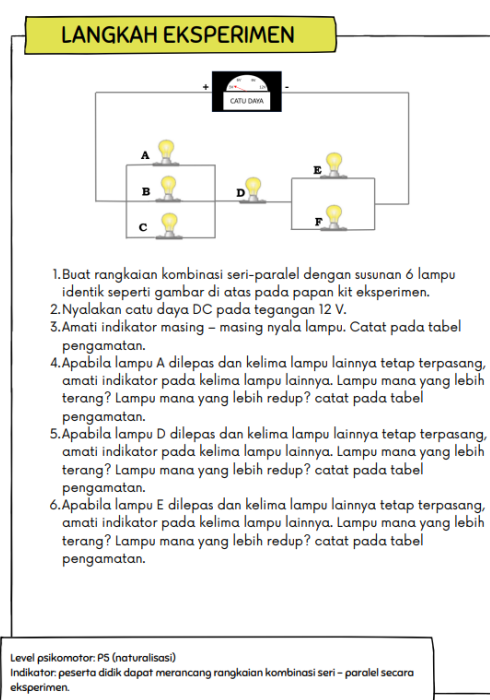 LANGKAH EKSPERIMEN
+ -
CATU DAYA
A
B
C
D
E
F
1.Buat rangkaian kombinasi seri-paralel dengan susunan 6 lampu
identik seperti gambar di atas pada papan kit eksperimen.
2.Nyalakan catu daya DC pada tegangan 12 V.
3.Amati indikator masing – masing nyala lampu. Catat pada tabel
pengamatan.
4.Apabila lampu A dilepas dan kelima lampu lainnya tetap terpasang,
amati indikator pada kelima lampu lainnya. Lampu mana yang lebih
terang? Lampu mana yang lebih redup? catat pada tabel
pengamatan.
5.Apabila lampu D dilepas dan kelima lampu lainnya tetap terpasang,
amati indikator pada kelima lampu lainnya. Lampu mana yang lebih
terang? Lampu mana yang lebih redup? catat pada tabel
pengamatan.
6.Apabila lampu E dilepas dan kelima lampu lainnya tetap terpasang,
amati indikator pada kelima lampu lainnya. Lampu mana yang lebih
terang? Lampu mana yang lebih redup? catat pada tabel
pengamatan.
Level psikomotor: P5 (naturalisasi)
Indikator: peserta didik dapat merancang rangkaian kombinasi seri – paralel secara
eksperimen.